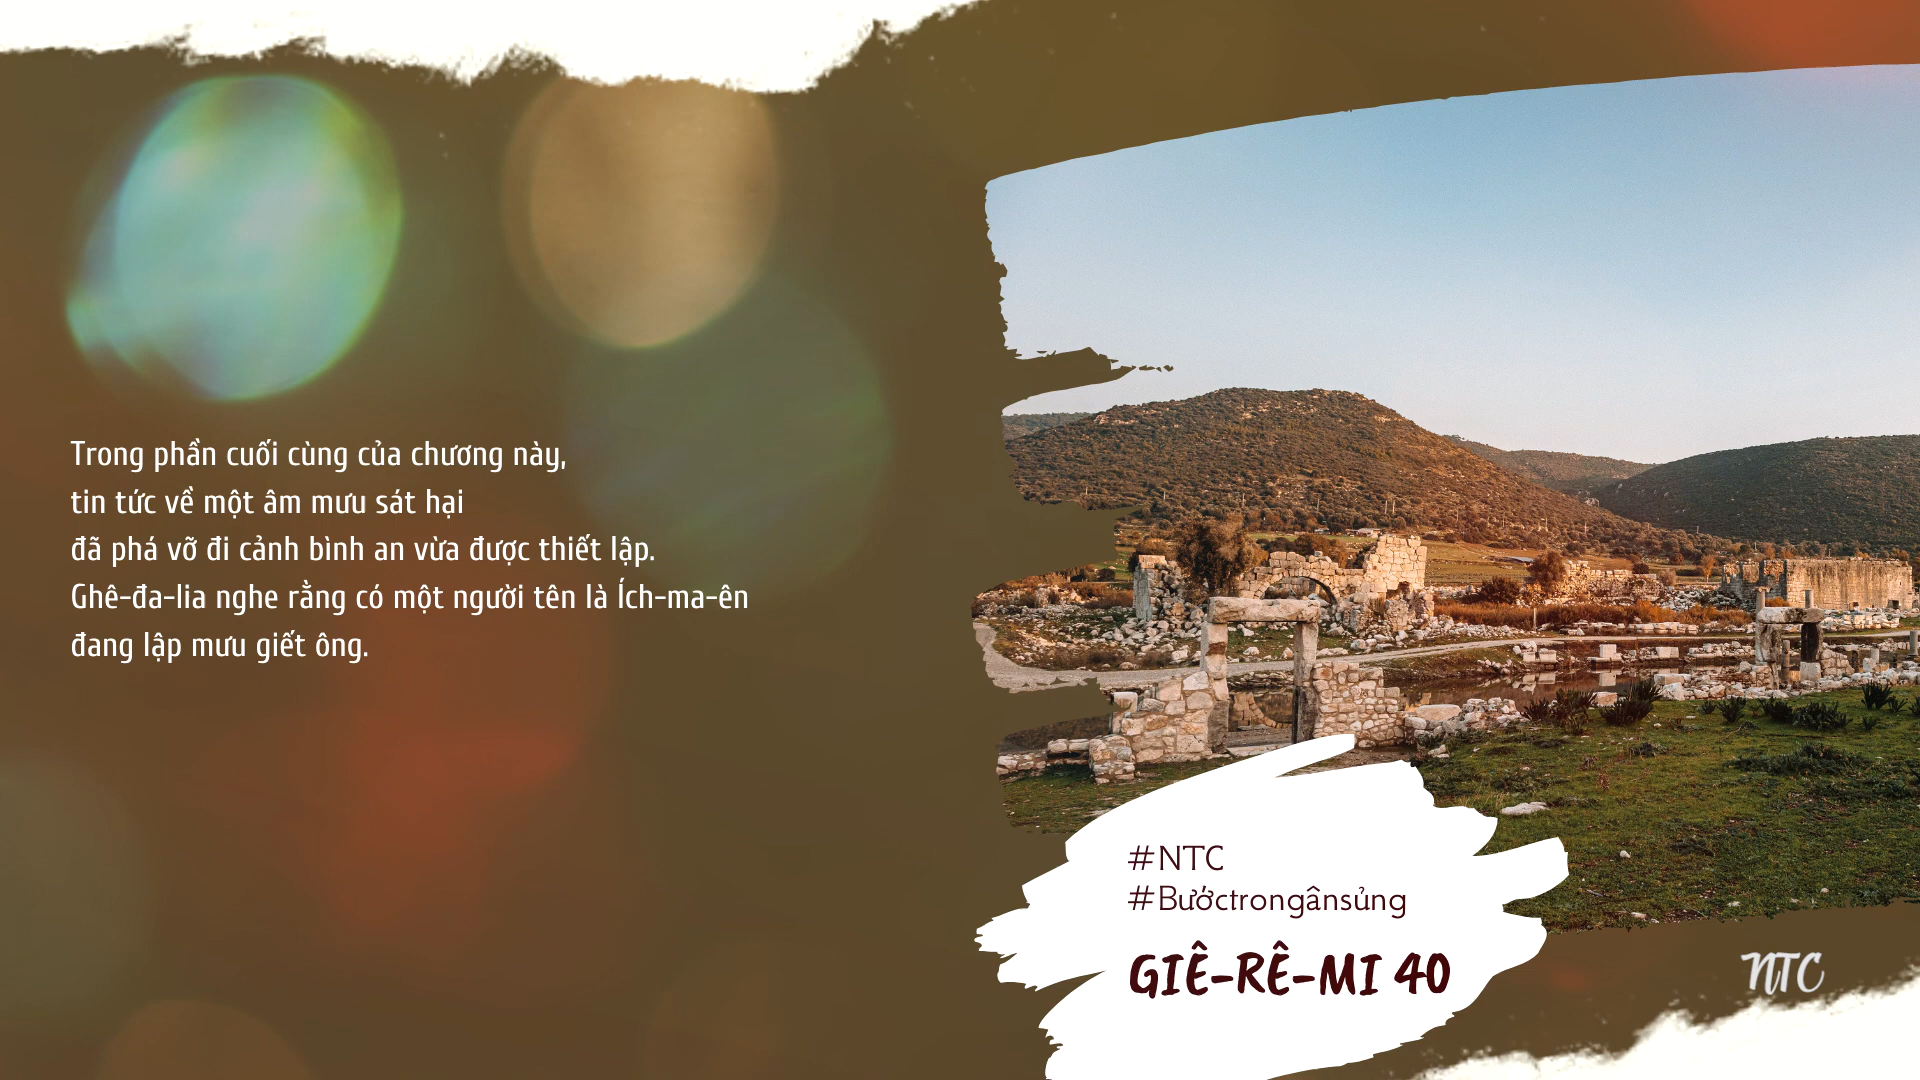 Trong phần cuối cùng của chương này,
tin tức về một âm mưu sát hại
đã phá vỡ đi cảnh bình an vừa được thiết lập.
Ghê-đa-lia nghe rằng có một người tên là Ích-ma-ên
đang lập mưu giết ông.
#NTC
#Bướctrongânsủng
GIÊ-RÊ-MI 40
NTC